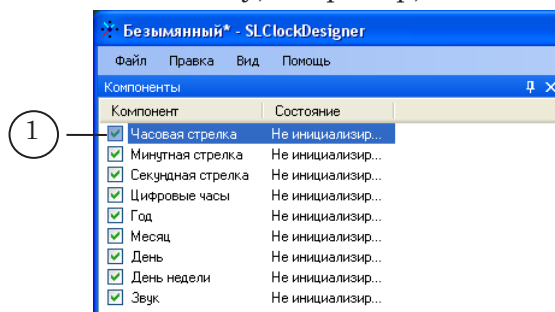 Безымянный* - SLClockDesigner
Файл Правка Вид Помощь
Компоненты
Компонент Состояние
1
Часовая стрелка Не инициализир...
Минутная стрелка Не инициализир...
Секундная стрелка Не инициализир...
Цифровые часы Не инициализир...
Год Не инициализир...
Месяц Не инициализир...
День Не инициализир...
День недели Не инициализир...
Звук Не инициализир...